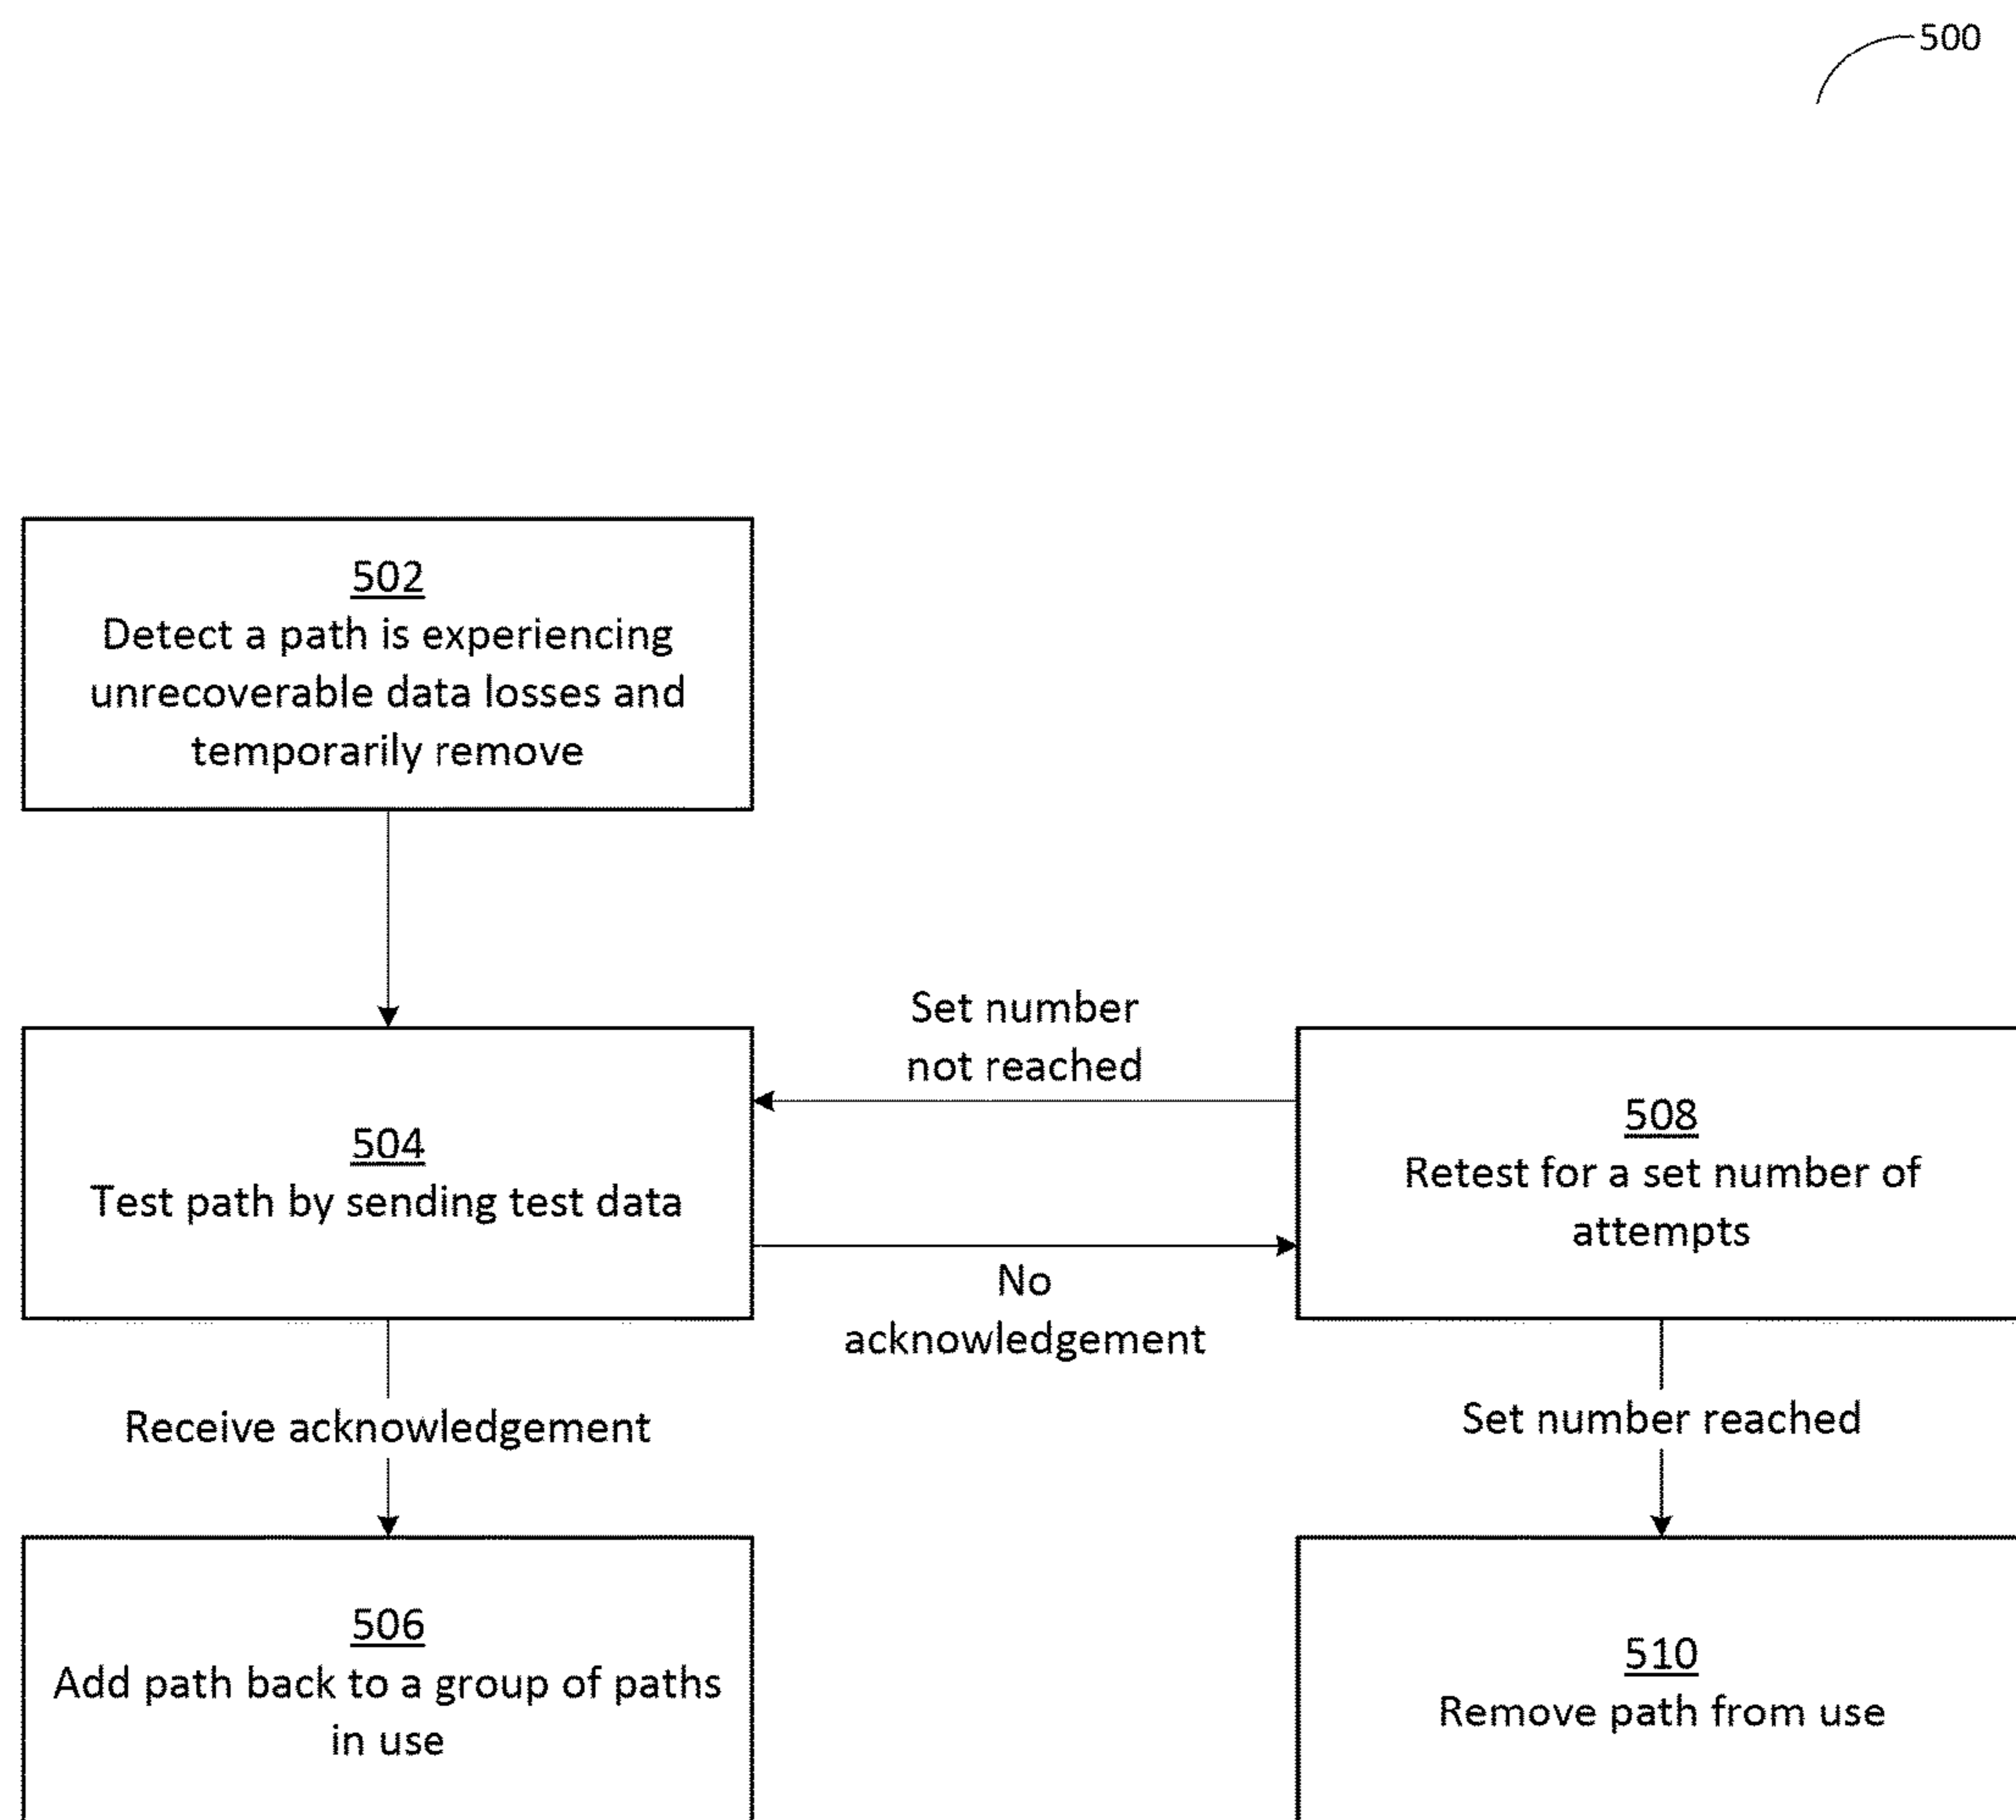 500
502
Detect a path is experiencing
unrecoverable data losses and
temporarily remove
Set number
not reached
504
Test path by sending test data
508
Retest for a set number of
attempts
No
acknowledgement
Receive acknowledgement
Set number reached
506
Add path back to a group of paths
in use
510
Remove path from use